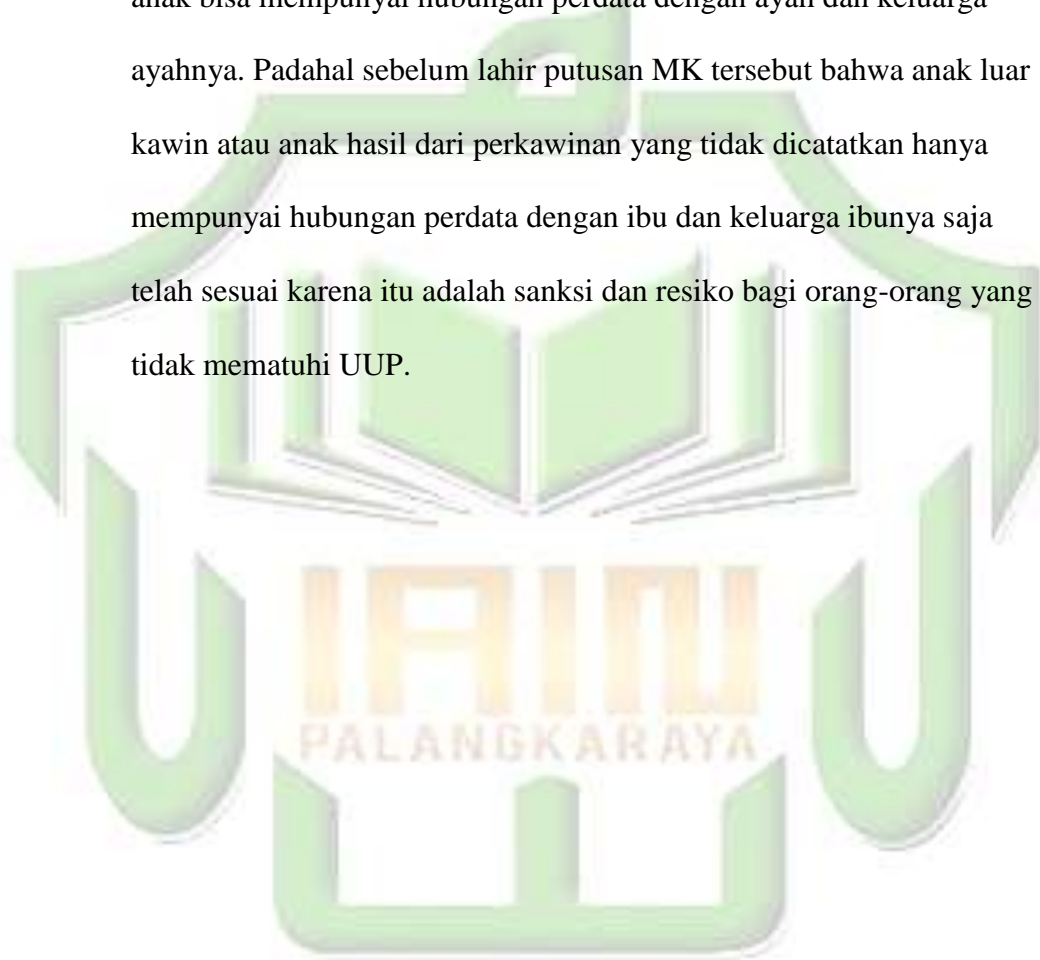 anak bisa mempunyai hubungan perdata dengan ayah dan keluarga
ayahnya. Padahal sebelum lahir putusan MK tersebut bahwa anak luar
kawin atau anak hasil dari perkawinan yang tidak dicatatkan hanya
mempunyai hubungan perdata dengan ibu dan keluarga ibunya saja
telah sesuai karena itu adalah sanksi dan resiko bagi orang-orang yang
tidak mematuhi UUP.
IAIN
PALANGKARAYA